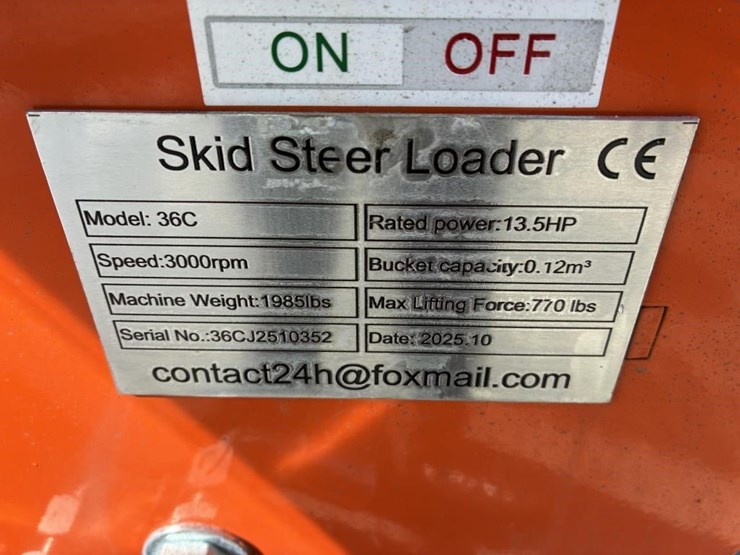 ON OFF
Skid Steer Loader CE
Model: 36C
Rated power:13.5HP
Speed:3000rpm
Bucket capacity:0.12m³
Machine Weight:1985lbs
Max Lifting Force:770 lbs
Serial No.:36CJ2510352
Date: 2025.10
contact24h@foxmail.com